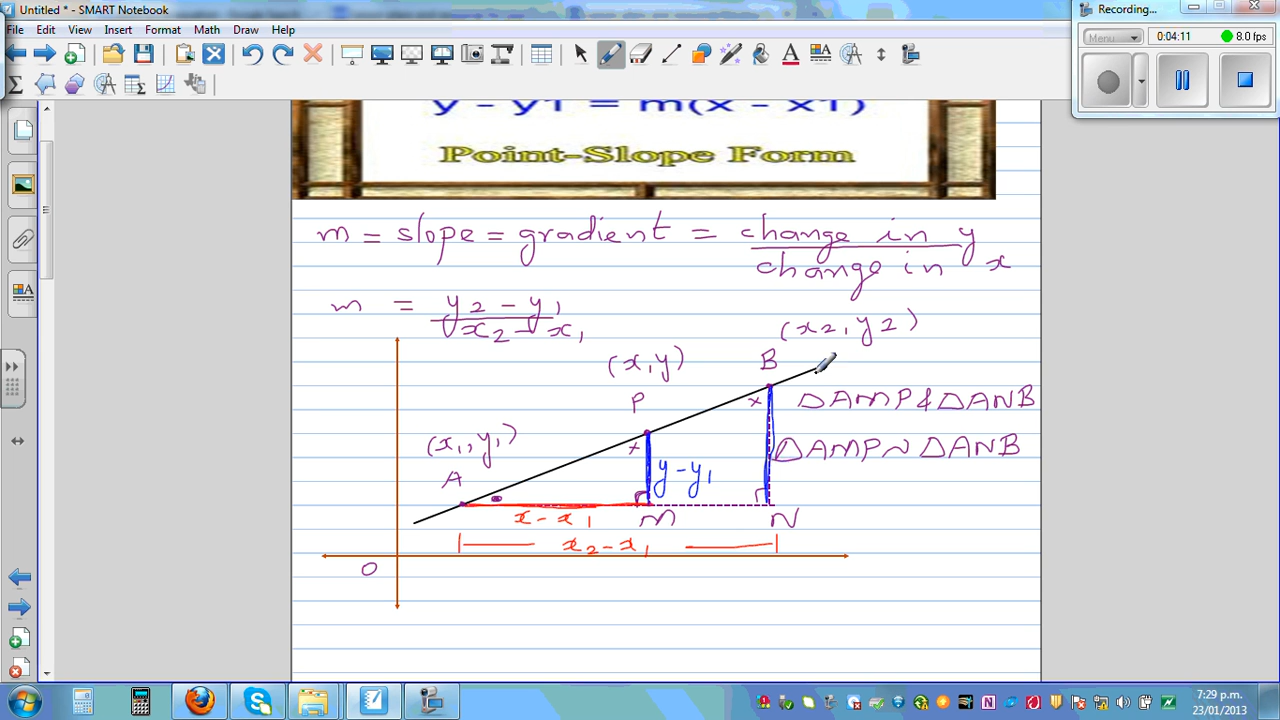 Untitled * - SMART Notebook
Recording...
File Edit View Insert Format Math Draw Help
Menu
0:04:11
8.0 fps
y - y1 = m(x - x1)
Point-Slope Form
m = slope = gradient = change in y
change in x
m = y2 - y1
x2 - x1
(x2, y2)
(x, y)
B
P
ΔAMP & ΔANB
(x1, y1)
x
x
ΔAMP ~ ΔANB
A
y - y1
x - x1
M
N
x2 - x1
O
7:29 p.m.
23/01/2013